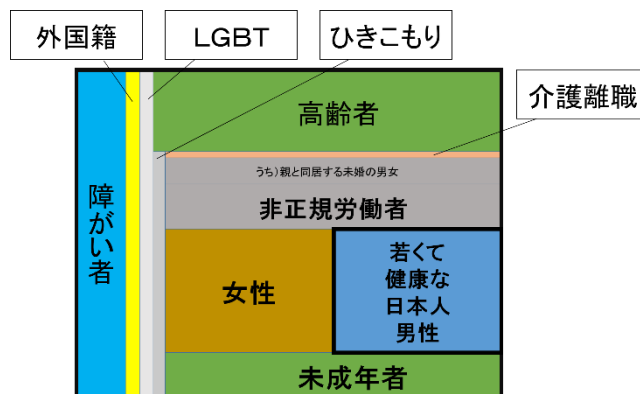 外国籍
LGBT
ひきこもり
介護離職
高齢者
うち）親と同居する未婚の男女
非正規労働者
障がい者
女性
若くて
健康な
日本人
男性
未成年者